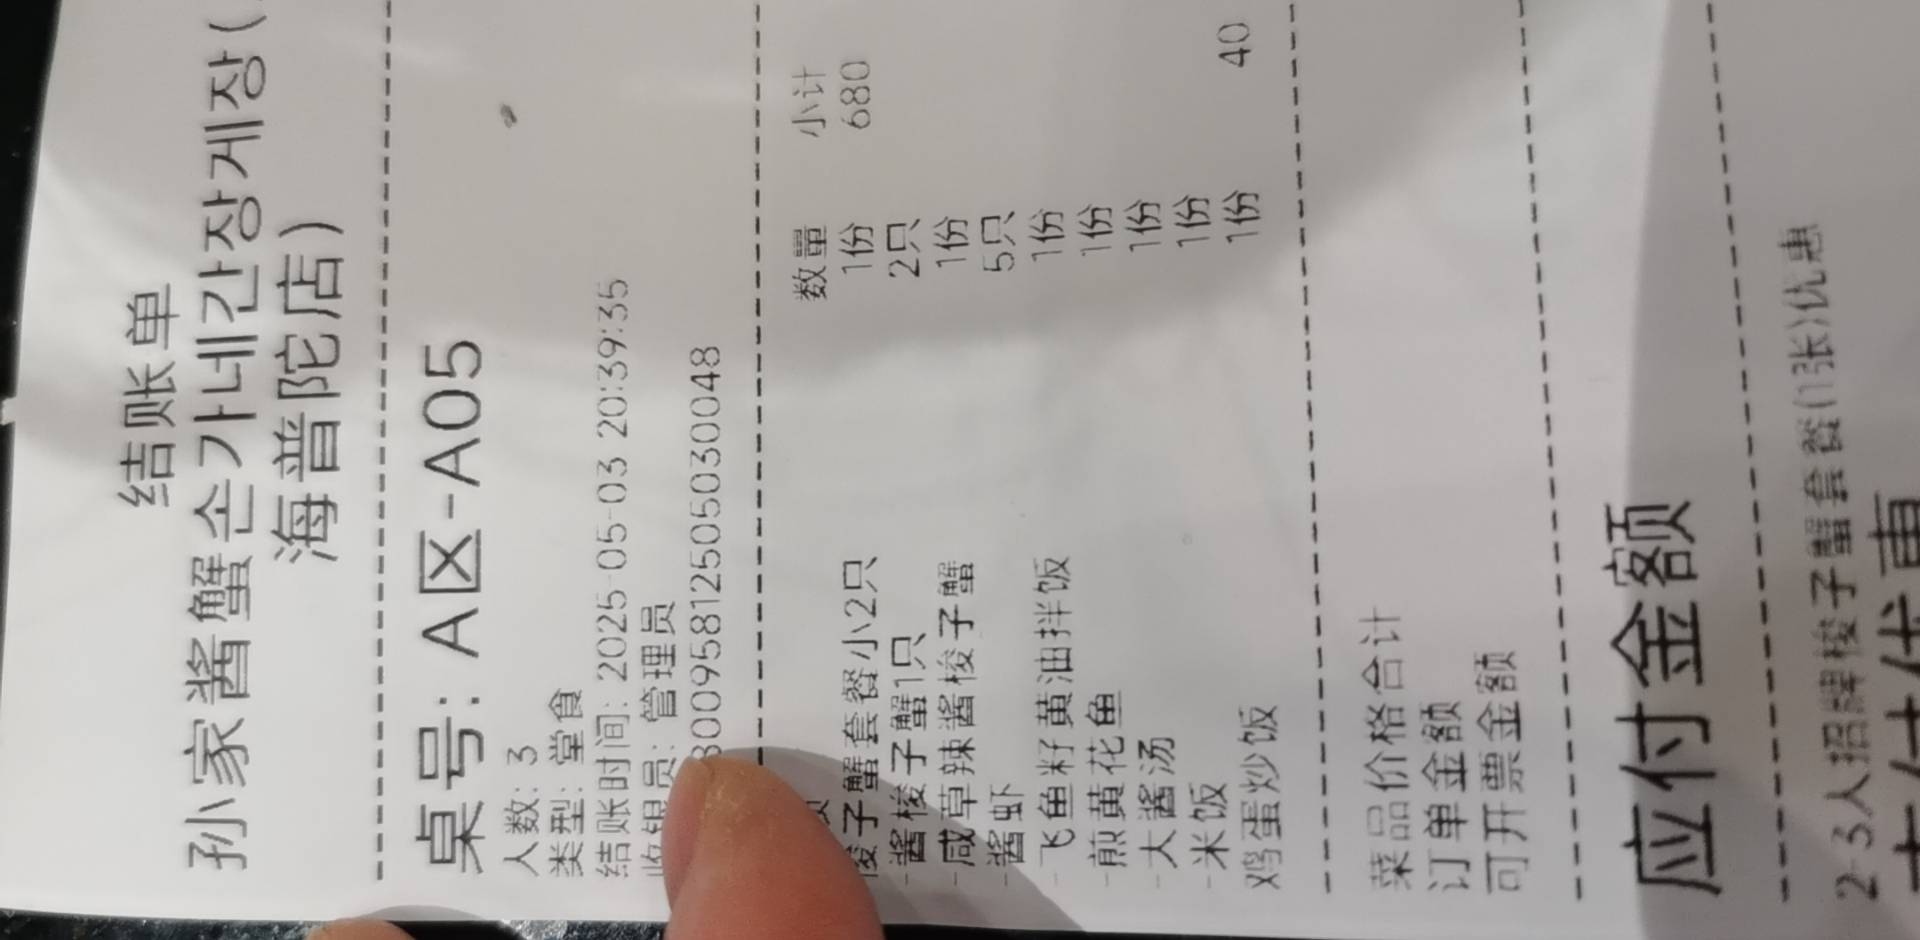 结账单
孙家酱蟹손가네간장게장(
海普陀店)
桌号: A区-A05
人数: 3
类型: 堂食
结账时间: 2025-05-03 20:39:35
收银员: 管理员
30095812505030048
数量 小计
梭子蟹套餐小2只 1份 680
-酱梭子蟹1只 2只
-咸草辣酱梭子蟹 1份
-酱虾 5只
-飞鱼籽黄油拌饭 1份
-煎黄花鱼 1份
-大酱汤 1份
-米饭 1份
鸡蛋炒饭 1份 40
菜品价格合计
订单金额
可开票金额
应付金额
2-3人招牌梭子蟹套餐(1张)优惠